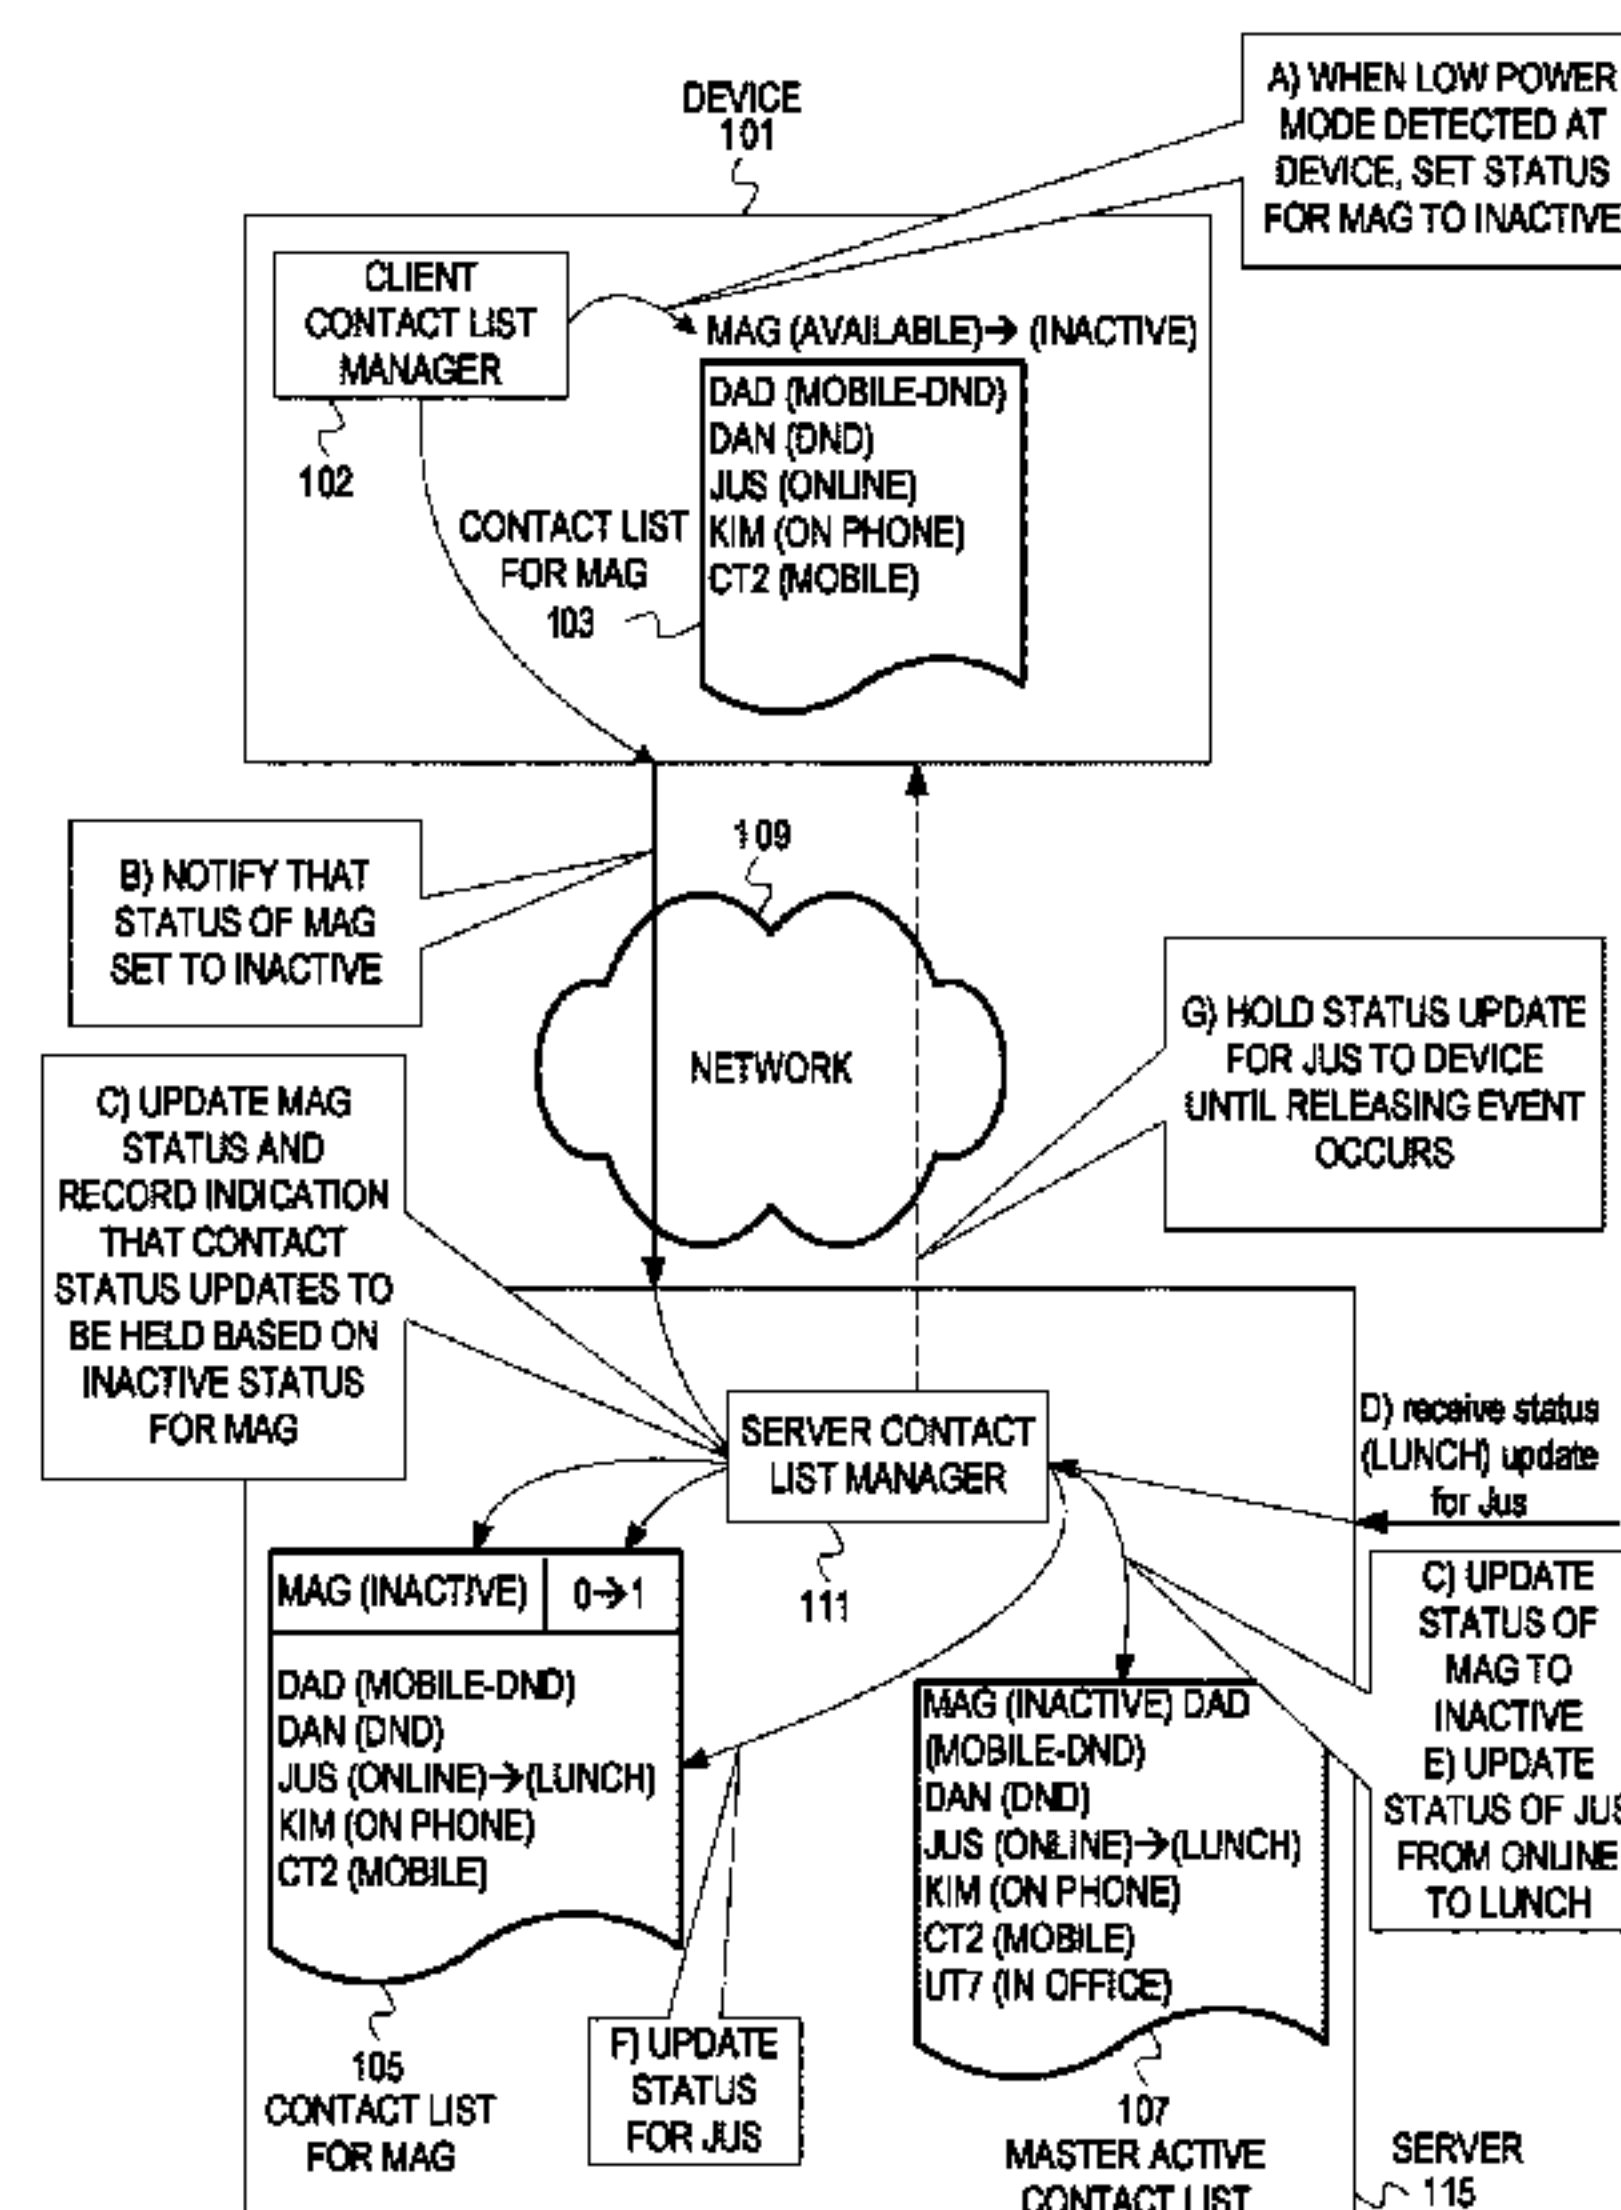 DEVICE
101
A) WHEN LOW POWER
MODE DETECTED AT
DEVICE, SET STATUS
FOR MAG TO INACTIVE
CLIENT
CONTACT LIST
MANAGER
102
MAG (AVAILABLE)→ (INACTIVE)
DAD (MOBILE-DND)
DAN (DND)
JUS (ONLINE)
KIM (ON PHONE)
CT2 (MOBILE)
CONTACT LIST
FOR MAG
103
109
B) NOTIFY THAT
STATUS OF MAG
SET TO INACTIVE
NETWORK
G) HOLD STATUS UPDATE
FOR JUS TO DEVICE
UNTIL RELEASING EVENT
OCCURS
C) UPDATE MAG
STATUS AND
RECORD INDICATION
THAT CONTACT
STATUS UPDATES TO
BE HELD BASED ON
INACTIVE STATUS
FOR MAG
SERVER CONTACT
LIST MANAGER
111
D) receive status
(LUNCH) update
for Jus
C) UPDATE
STATUS OF
MAG TO
INACTIVE
E) UPDATE
STATUS OF JUS
FROM ONLINE
TO LUNCH
MAG (INACTIVE) 0→1
DAD (MOBILE-DND)
DAN (DND)
JUS (ONLINE)→(LUNCH)
KIM (ON PHONE)
CT2 (MOBILE)
MAG (INACTIVE) DAD
(MOBILE-DND)
DAN (DND)
JUS (ONLINE)→(LUNCH)
KIM (ON PHONE)
CT2 (MOBILE)
UT7 (IN OFFICE)
105
CONTACT LIST
FOR MAG
F) UPDATE
STATUS
FOR JUS
107
MASTER ACTIVE
CONTACT LIST
SERVER
115